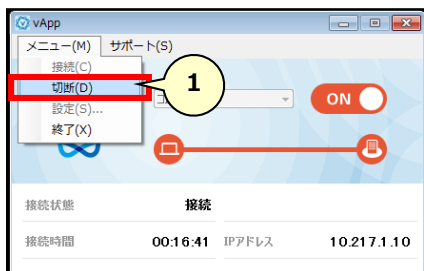 vApp
メニュー(M) サポート(S)
接続(C)
切断(D)
設定(S)...
終了(X)
1
ON
接続状態 接続
接続時間 00:16:41 IPアドレス 10.217.1.10